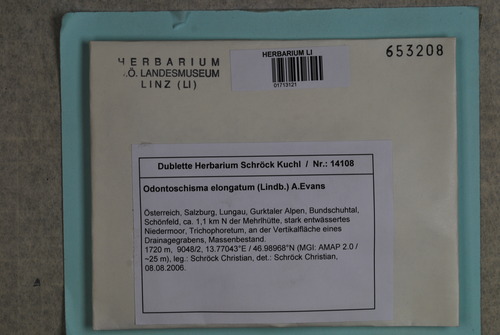 HERBARIUM
.Ö. LANDESMUSEUM
LINZ (LI)
HERBARIUM LI
01713121
653208
Dublette Herbarium Schröck Kuchl / Nr.: 14108
Odontoschisma elongatum (Lindb.) A.Evans
Österreich, Salzburg, Lungau, Gurktaler Alpen, Bundschuhtal,
Schönfeld, ca. 1,1 km N der Mehrlhütte, stark entwässertes
Niedermoor, Trichophoretum, an der Vertikalfläche eines
Drainagegrabens, Massenbestand.
1720 m, 9048/2, 13.77043°E / 46.98968°N (MGI: AMAP 2.0 /
~25 m), leg.: Schröck Christian, det.: Schröck Christian,
08.08.2006.